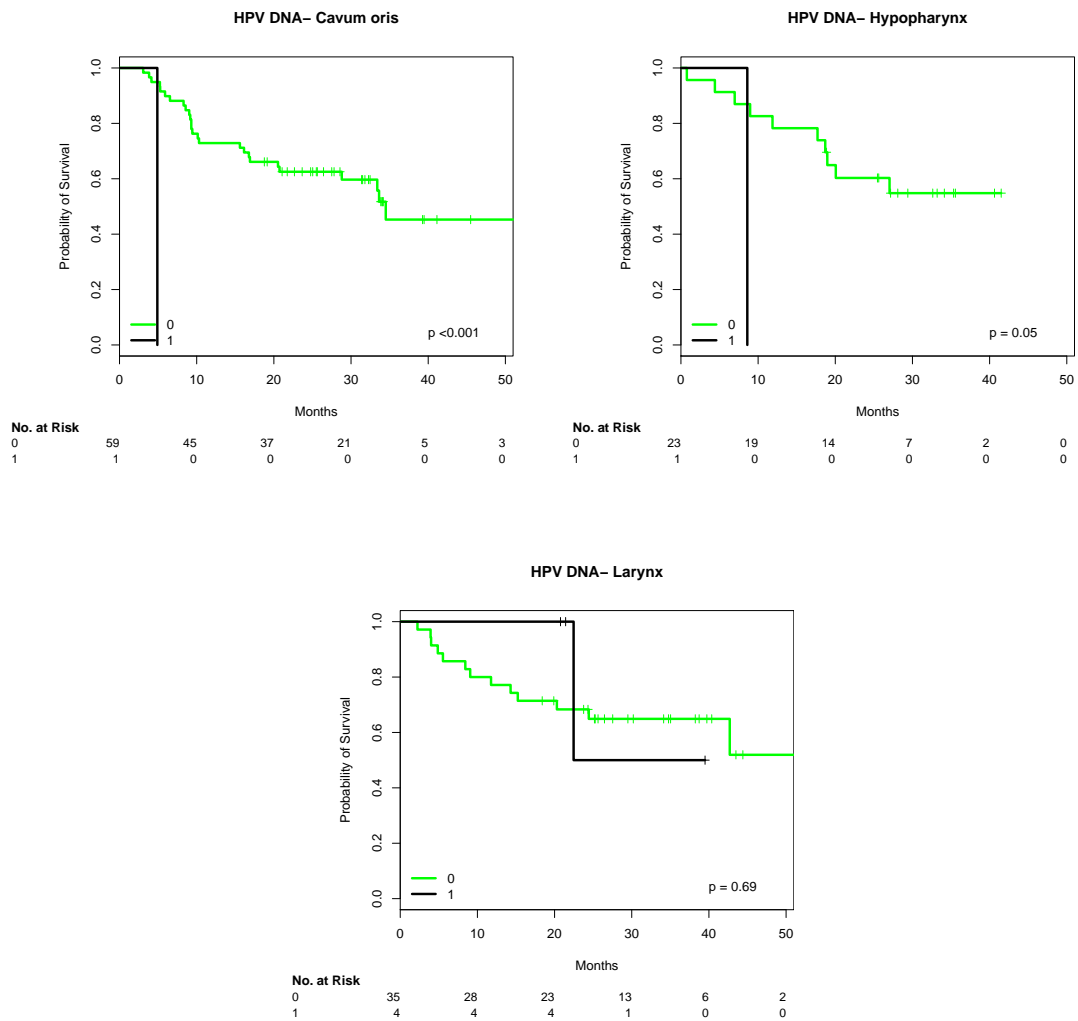 HPV DNA– Cavum oris
Probability of Survival
1.0
0.8
0.6
0.4
0.2
0.0
0
1
p <0.001
0 10 20 30 40 50
Months
No. at Risk
0 59 45 37 21 5 3
1 1 0 0 0 0 0
HPV DNA– Hypopharynx
Probability of Survival
1.0
0.8
0.6
0.4
0.2
0.0
0
1
p = 0.05
0 10 20 30 40 50
Months
No. at Risk
0 23 19 14 7 2 0
1 1 0 0 0 0 0
HPV DNA– Larynx
Probability of Survival
1.0
0.8
0.6
0.4
0.2
0.0
0
1
p = 0.69
0 10 20 30 40 50
Months
No. at Risk
0 35 28 23 13 6 2
1 4 4 4 1 0 0